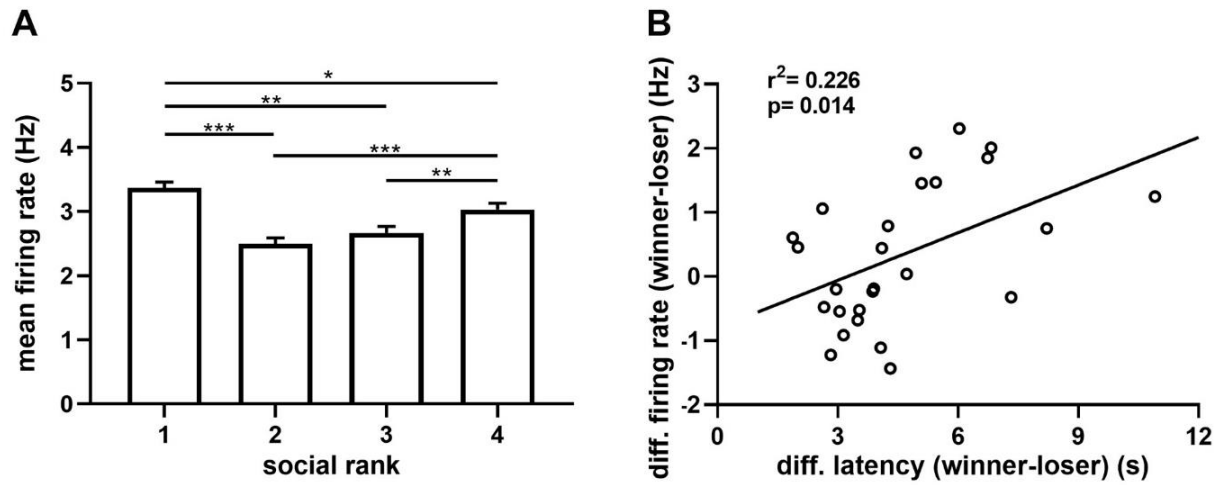 A
mean firing rate (Hz)
5
4
3
2
1
0
*
**
***
***
**
1 2 3 4
social rank
B
diff. firing rate (winner-loser) (Hz)
3
2
1
0
-1
-2
r²= 0.226
p= 0.014
0 3 6 9 12
diff. latency (winner-loser) (s)